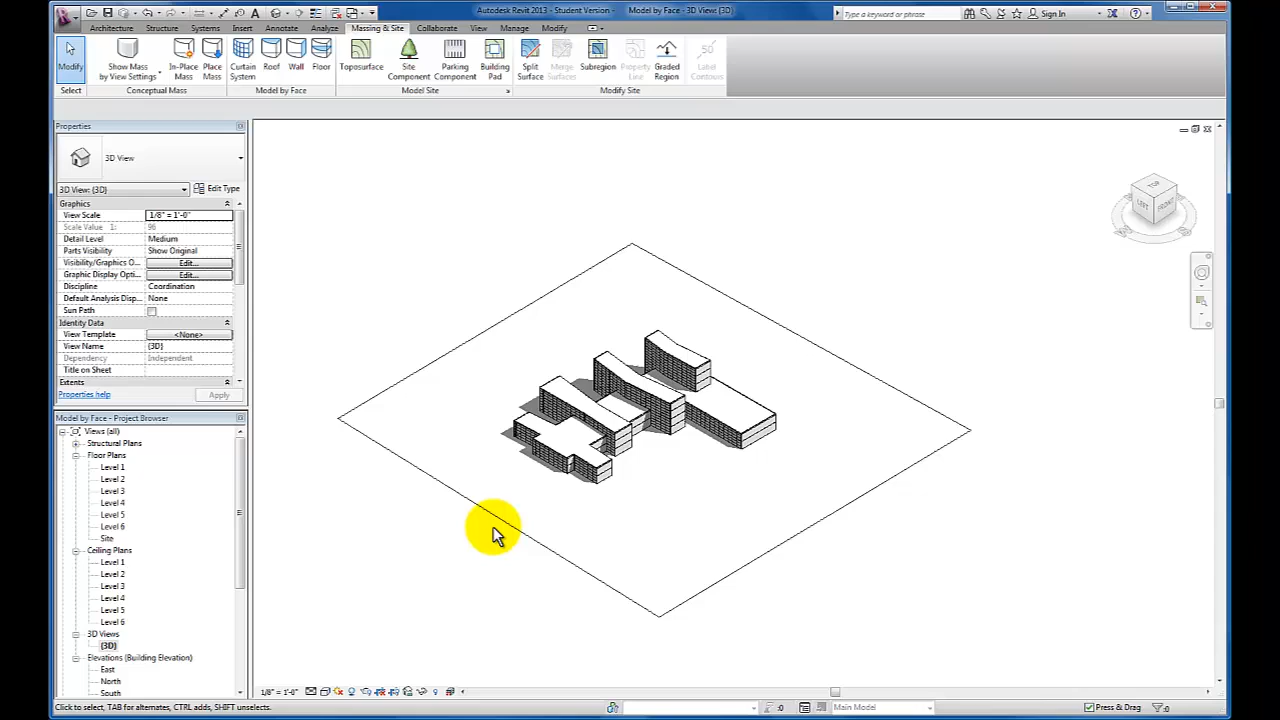 Autodesk Revit 2013 - Student Version - Model by Face - 3D View: {3D}
Type a keyword or phrase
Sign In
Architecture Structure Systems Insert Annotate Analyze Massing & Site Collaborate View Manage Modify
Modify
Show Mass by View Settings
In-Place Mass
Place Mass
Curtain System
Roof
Wall
Floor
Toposurface
Site Component
Parking Component
Building Pad
Split Surface
Merge Surfaces
Subregion
Property Line
Graded Region
Label Contours
Select
Conceptual Mass
Model by Face
Model Site
Modify Site
Properties
3D View
3D View: {3D}
Edit Type
Graphics
View Scale 1/8" = 1'-0"
Scale Value 1: 96
Detail Level Medium
Parts Visibility Show Original
Visibility/Graphics O... Edit...
Graphic Display Opti... Edit...
Discipline Coordination
Default Analysis Disp... None
Sun Path
Identity Data
View Template <None>
View Name {3D}
Dependency Independent
Title on Sheet
Extents
Properties help
Apply
Model by Face - Project Browser
Views (all)
Structural Plans
Floor Plans
Level 1
Level 2
Level 3
Level 4
Level 5
Level 6
Site
Ceiling Plans
Level 1
Level 2
Level 3
Level 4
Level 5
Level 6
3D Views
{3D}
Elevations (Building Elevation)
East
North
South
TOP
LEFT
FRONT
1/8" = 1'-0"
Click to select, TAB for alternates, CTRL adds, SHIFT unselects.
:0
Main Model
Press & Drag
:0